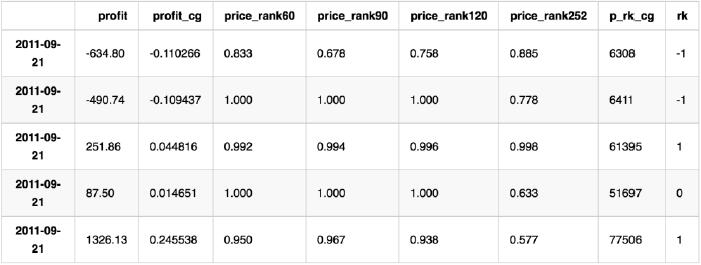 profit profit_cg price_rank60 price_rank90 price_rank120 price_rank252 p_rk_cg rk
2011-09-21 -634.80 -0.110266 0.833 0.678 0.758 0.885 6308 -1
2011-09-21 -490.74 -0.109437 1.000 1.000 1.000 0.778 6411 -1
2011-09-21 251.86 0.044816 0.992 0.994 0.996 0.998 61395 1
2011-09-21 87.50 0.014651 1.000 1.000 1.000 0.633 51697 0
2011-09-21 1326.13 0.245538 0.950 0.967 0.938 0.577 77506 1